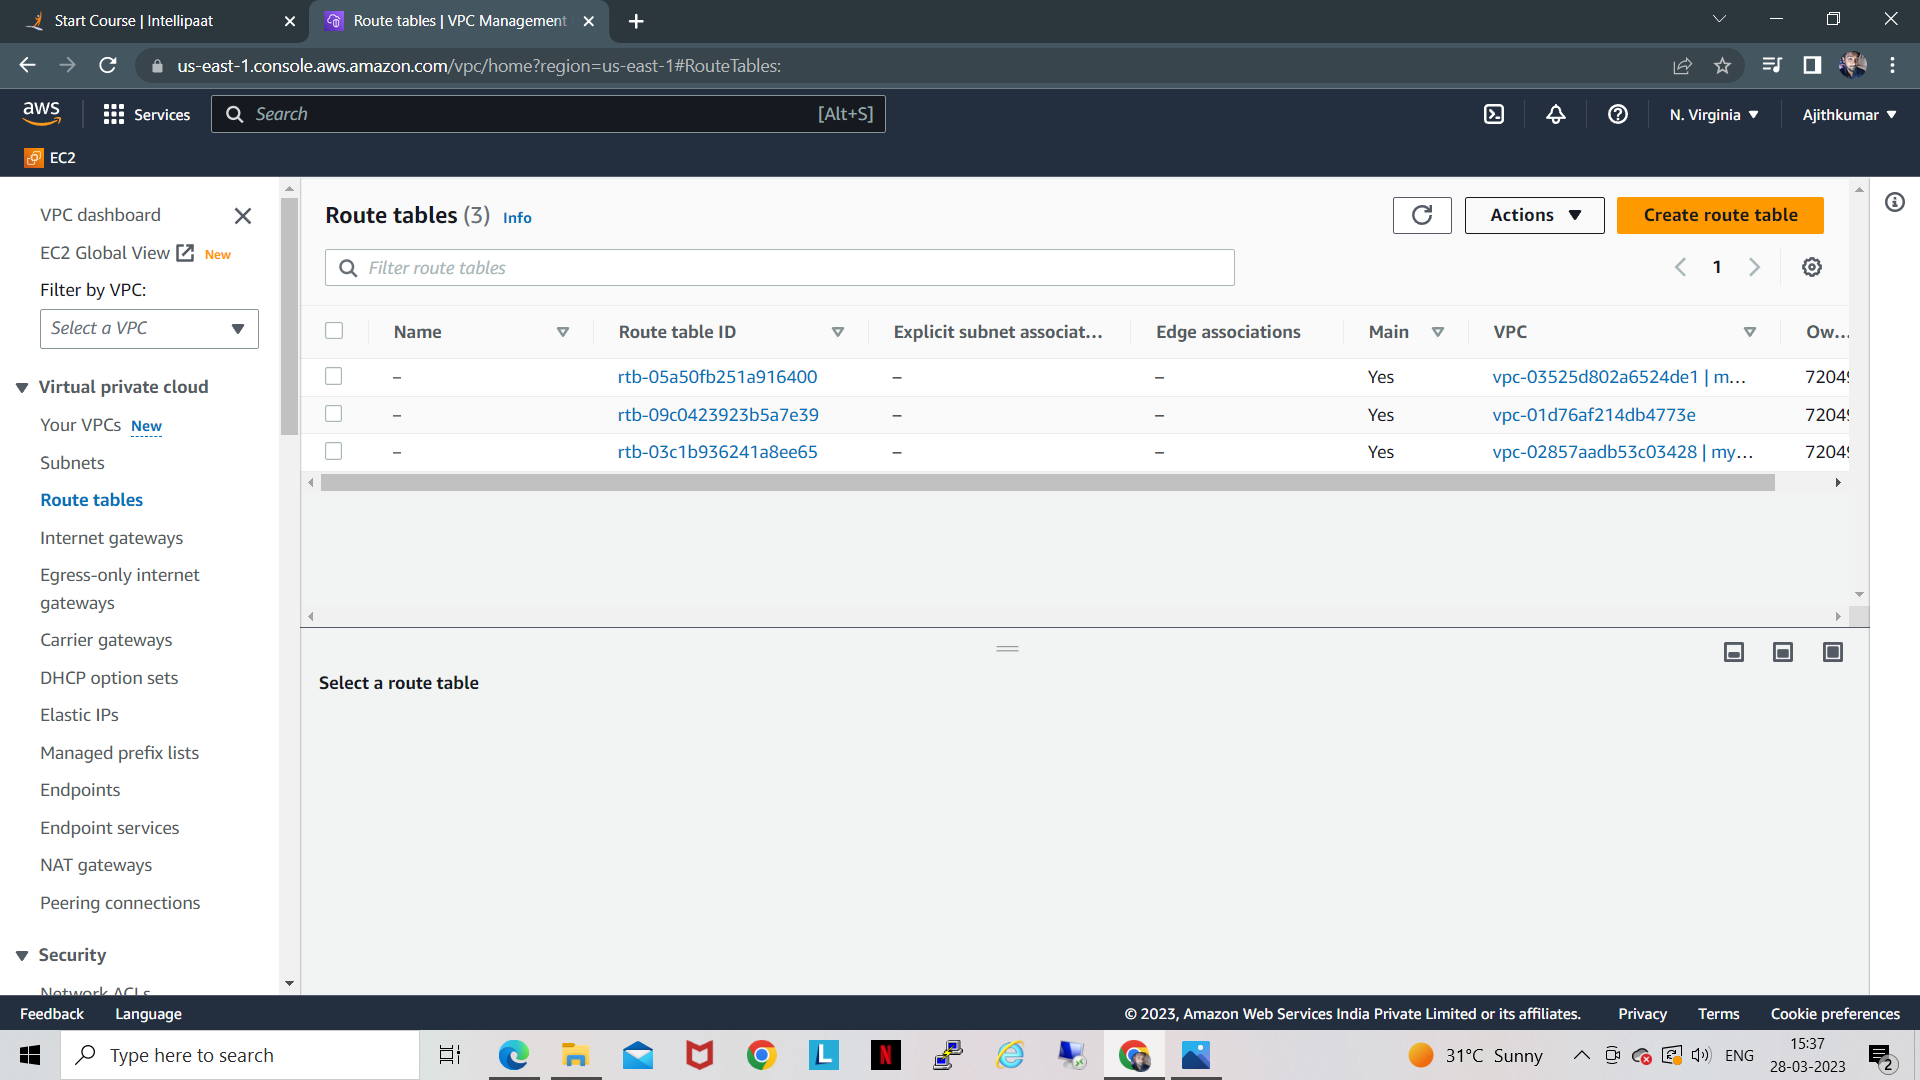 Start Course | Intellipaat
Route tables | VPC Management
us-east-1.console.aws.amazon.com/vpc/home?region=us-east-1#RouteTables:
aws
Services
Search
[Alt+S]
N. Virginia
Ajithkumar
EC2
VPC dashboard
EC2 Global View New
Filter by VPC:
Select a VPC
Virtual private cloud
Your VPCs New
Subnets
Route tables
Internet gateways
Egress-only internet
gateways
Carrier gateways
DHCP option sets
Elastic IPs
Managed prefix lists
Endpoints
Endpoint services
NAT gateways
Peering connections
Security
Network ACLs
Route tables (3) Info
Actions
Create route table
Filter route tables
1
Name Route table ID Explicit subnet associat... Edge associations Main VPC Ow...
– rtb-05a50fb251a916400 – – Yes vpc-03525d802a6524de1 | m... 7204
– rtb-09c0423923b5a7e39 – – Yes vpc-01d76af214db4773e 7204
– rtb-03c1b936241a8ee65 – – Yes vpc-02857aadb53c03428 | my... 7204
Select a route table
Feedback
Language
© 2023, Amazon Web Services India Private Limited or its affiliates.
Privacy
Terms
Cookie preferences
Type here to search
L
N
31°C Sunny
ENG
15:37
28-03-2023
2